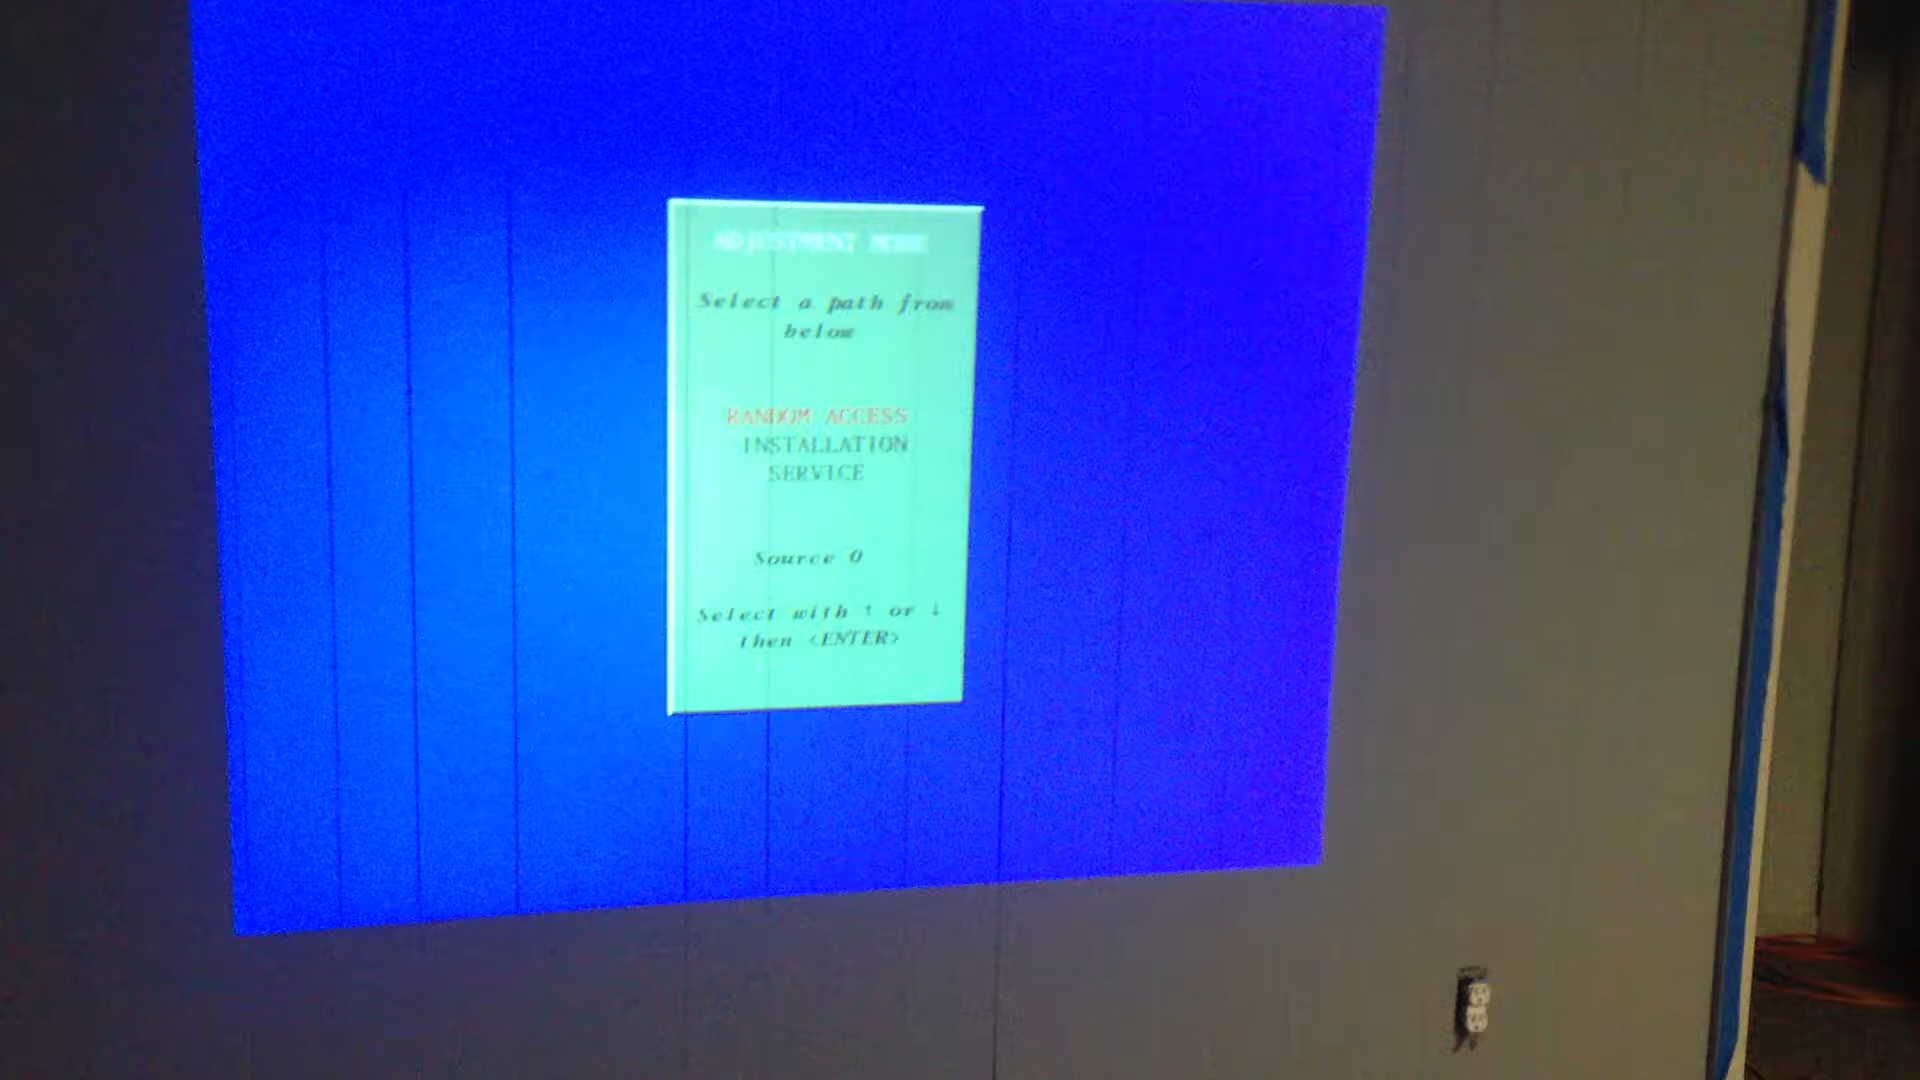 ADJUSTMENT MODE
Select a path from
below
RANDOM ACCESS
INSTALLATION
SERVICE
Source 0
Select with ↑ or ↓
then <ENTER>